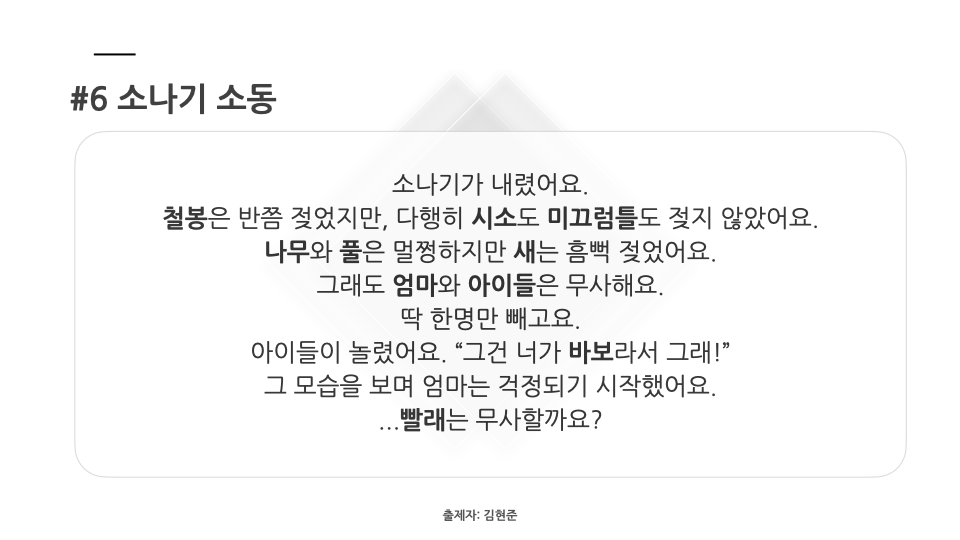 #6 소나기 소동
소나기가 내렸어요.
철봉은 반쯤 젖었지만, 다행히 시소도 미끄럼틀도 젖지 않았어요.
나무와 풀은 멀쩡하지만 새는 흠뻑 젖었어요.
그래도 엄마와 아이들은 무사해요.
딱 한명만 빼고요.
아이들이 놀렸어요. “그건 너가 바보라서 그래!”
그 모습을 보며 엄마는 걱정되기 시작했어요.
...빨래는 무사할까요?
출제자: 김현준